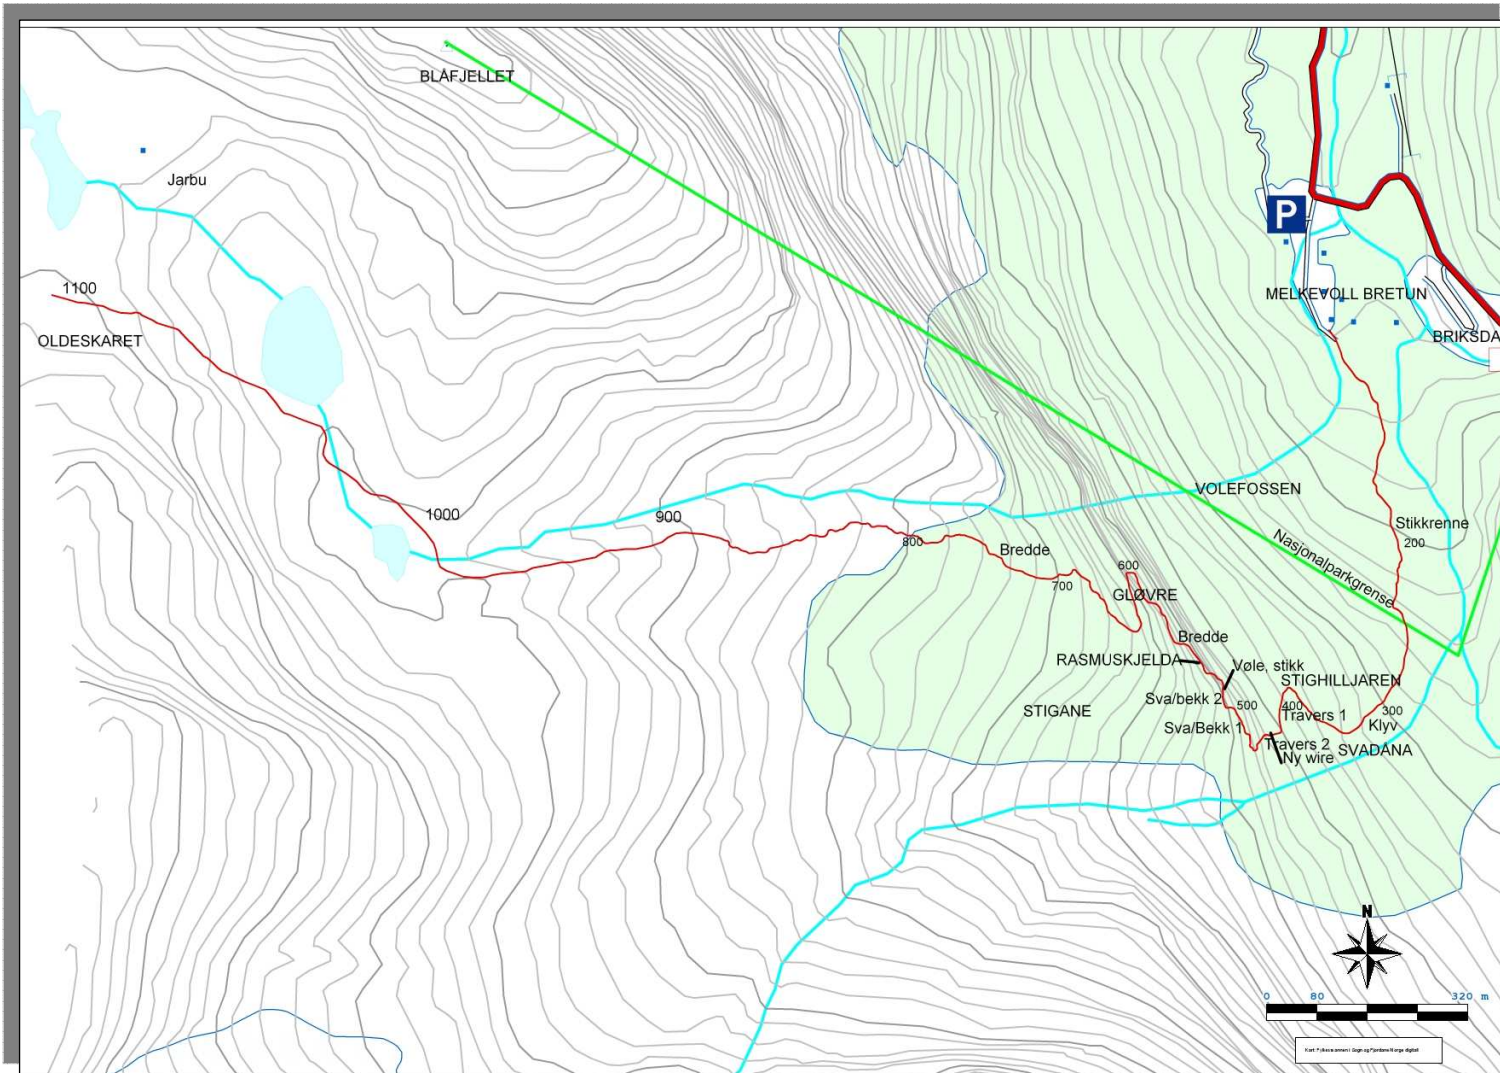 BLÅFJELLET
Jarbu
P
1100
MELKEVOLL BRETUN
OLDESKARET
BRIKSDA
VOLEFOSSEN
1000
900
Stikkrenne
200
800
Bredde
Nasjonalparkgrense
600
700
GLØVRE
Bredde
RASMUSKJELDA
Vøle, stikk
STIGHILLJAREN
Sva/bekk 2
500
400
STIGANE
Travers 1
300
Klyv
Sva/Bekk 1
Travers 2
SVADANA
Ny wire
N
0 80 320 m